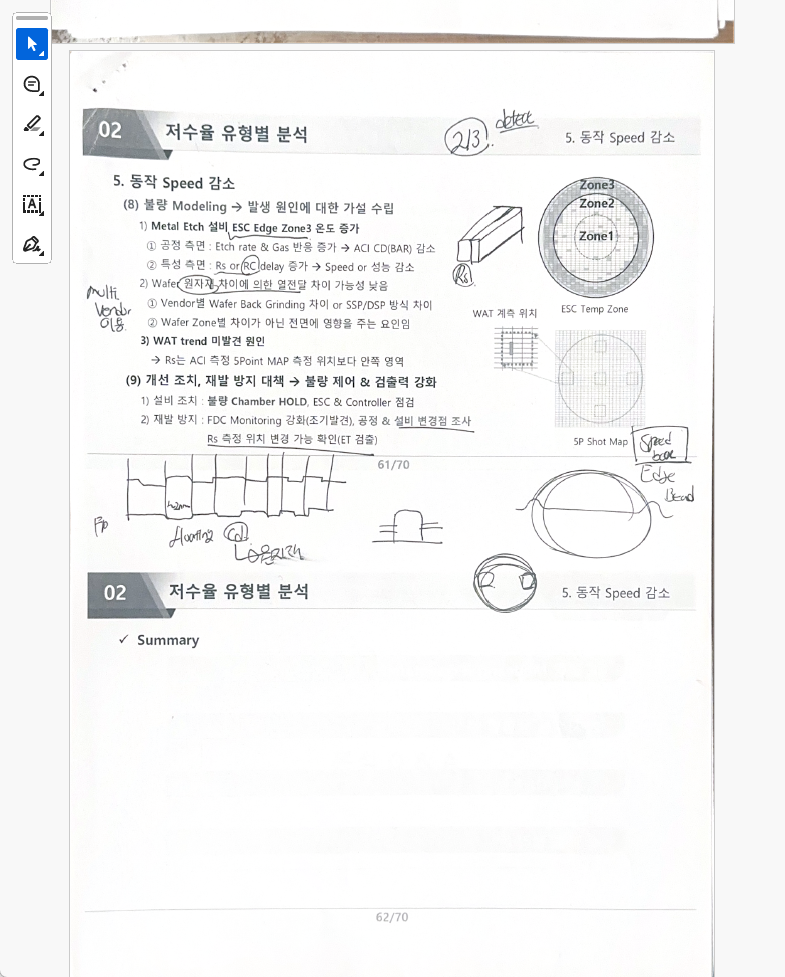 02 저수율 유형별 분석
213. defect
5. 동작 Speed 감소
5. 동작 Speed 감소
(8) 불량 Modeling → 발생 원인에 대한 가설 수립
1) Metal Etch 설비 ESC Edge Zone3 온도 증가
① 공정 측면 : Etch rate & Gas 반응 증가 → ACI CD(BAR) 감소
② 특성 측면 : Rs or RC delay 증가 → Speed or 성능 감소
2) Wafer 원자재 차이에 의한 열전달 차이 가능성 낮음
① Vendor별 Wafer Back Grinding 차이 or SSP/DSP 방식 차이
② Wafer Zone별 차이가 아닌 전면에 영향을 주는 요인임
3) WAT trend 미발견 원인
→ Rs는 ACI 측정 5Point MAP 측정 위치보다 안쪽 영역
(9) 개선 조치, 재발 방지 대책 → 불량 제어 & 검출력 강화
1) 설비 조치 : 불량 Chamber HOLD, ESC & Controller 점검
2) 재발 방지 : FDC Monitoring 강화(조기발견), 공정 & 설비 변경점 조사
Rs 측정 위치 변경 가능 확인(ET 검출)
multi
Vendor
이용.
Rs
Zone3
Zone2
Zone1
ESC Temp Zone
WAT 계측 위치
5P Shot Map
Speed
Edge
Bead
61/70
floating
02 저수율 유형별 분석
5. 동작 Speed 감소
✓ Summary
62/70